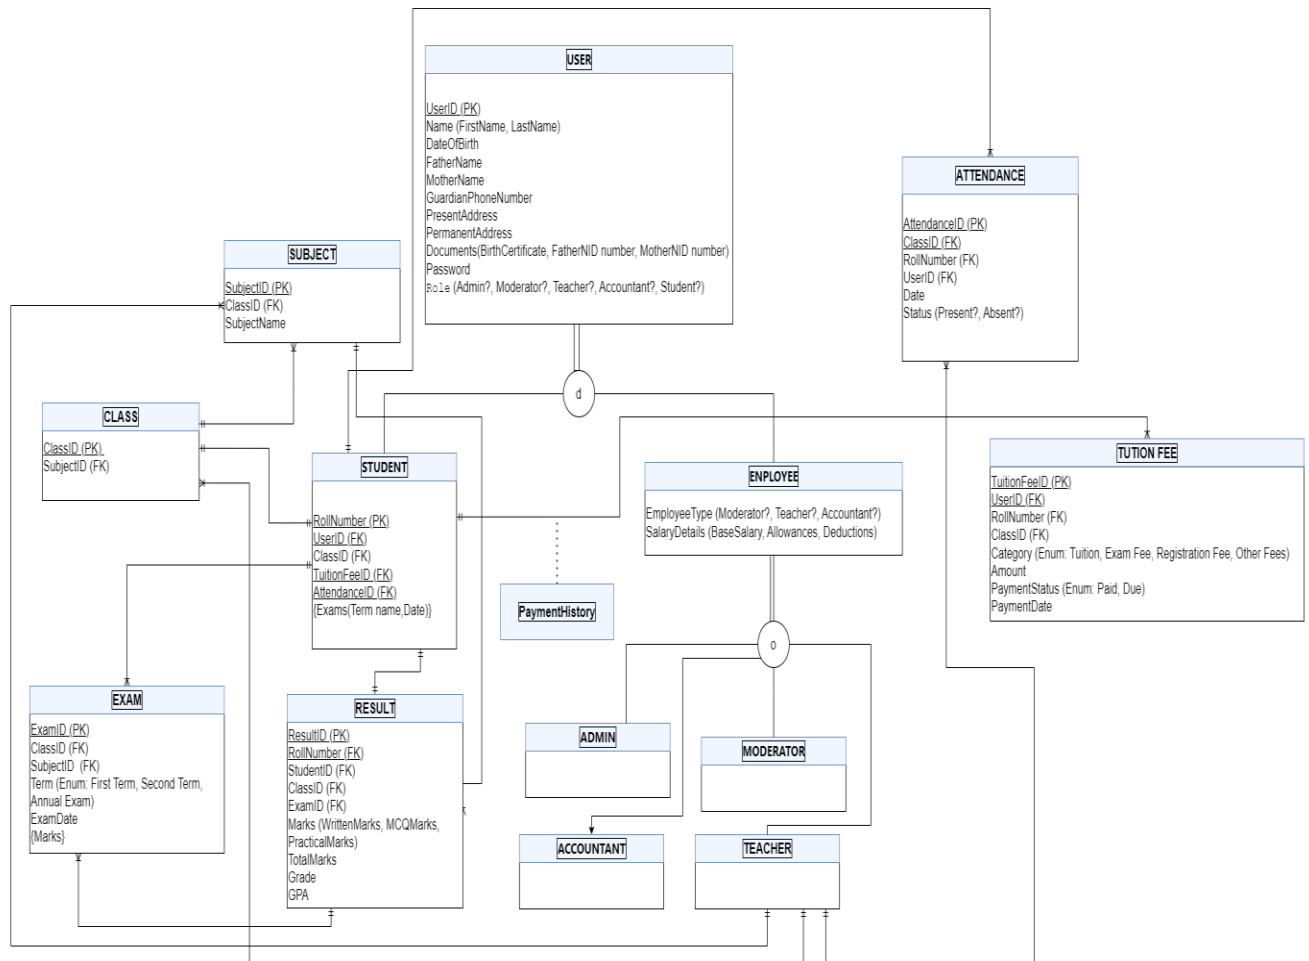 USER
UserID (PK)
Name (FirstName, LastName)
DateOfBirth
FatherName
MotherName
GuardianPhoneNumber
PresentAddress
PermanentAddress
Documents(BirthCertificate, FatherNID number, MotherNID number)
Password
Role (Admin?, Moderator?, Teacher?, Accountant?, Student?)
ATTENDANCE
AttendanceID (PK)
ClassID (FK)
RollNumber (FK)
UserID (FK)
Date
Status (Present?, Absent?)
SUBJECT
SubjectID (PK)
ClassID (FK)
SubjectName
d
CLASS
ClassID (PK)
SubjectID (FK)
STUDENT
RollNumber (PK)
UserID (FK)
ClassID (FK)
TuitionFeeID (FK)
AttendanceID (FK)
{Exams(Term name,Date)}
ENPLOYEE
EmployeeType (Moderator?, Teacher?, Accountant?)
SalaryDetails (BaseSalary, Allowances, Deductions)
TUTION FEE
TuitionFeeID (PK)
UserID (FK)
RollNumber (FK)
ClassID (FK)
Category (Enum: Tuition, Exam Fee, Registration Fee, Other Fees)
Amount
PaymentStatus (Enum: Paid, Due)
PaymentDate
PaymentHistory
o
EXAM
ExamID (PK)
ClassID (FK)
SubjectID (FK)
Term (Enum: First Term, Second Term,
Annual Exam)
ExamDate
{Marks}
RESULT
ResultID (PK)
RollNumber (FK)
StudentID (FK)
ClassID (FK)
ExamID (FK)
Marks (WrittenMarks, MCQMarks,
PracticalMarks)
TotalMarks
Grade
GPA
ADMIN
MODERATOR
ACCOUNTANT
TEACHER